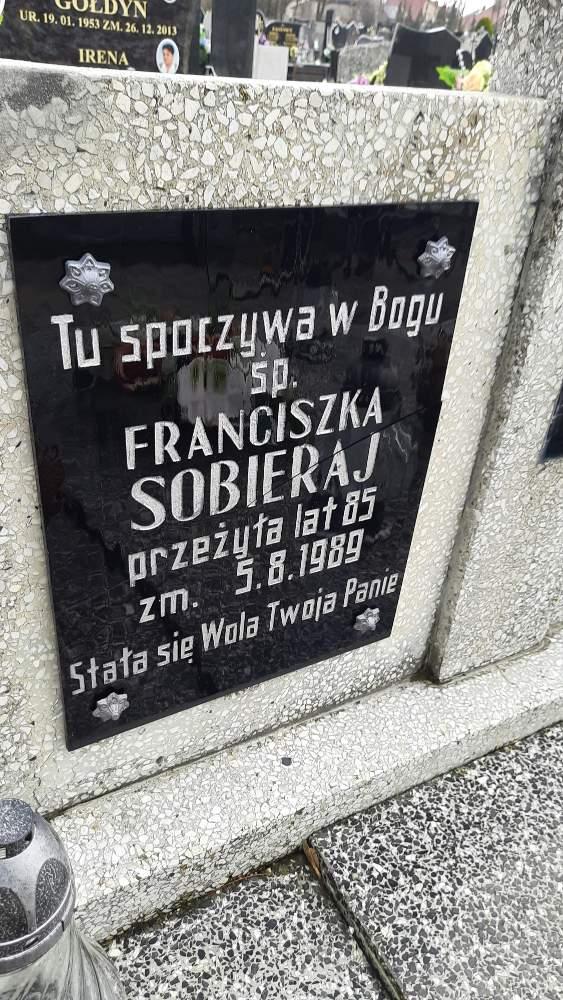 GOŁDYN
UR. 19. 01. 1953 ZM. 26. 12. 2013
IRENA
Tu spoczywa w Bogu
śp.
FRANCISZKA
SOBIERAJ
przeżyła lat 85
zm. 5.8.1989
Stała się Wola Twoja Panie